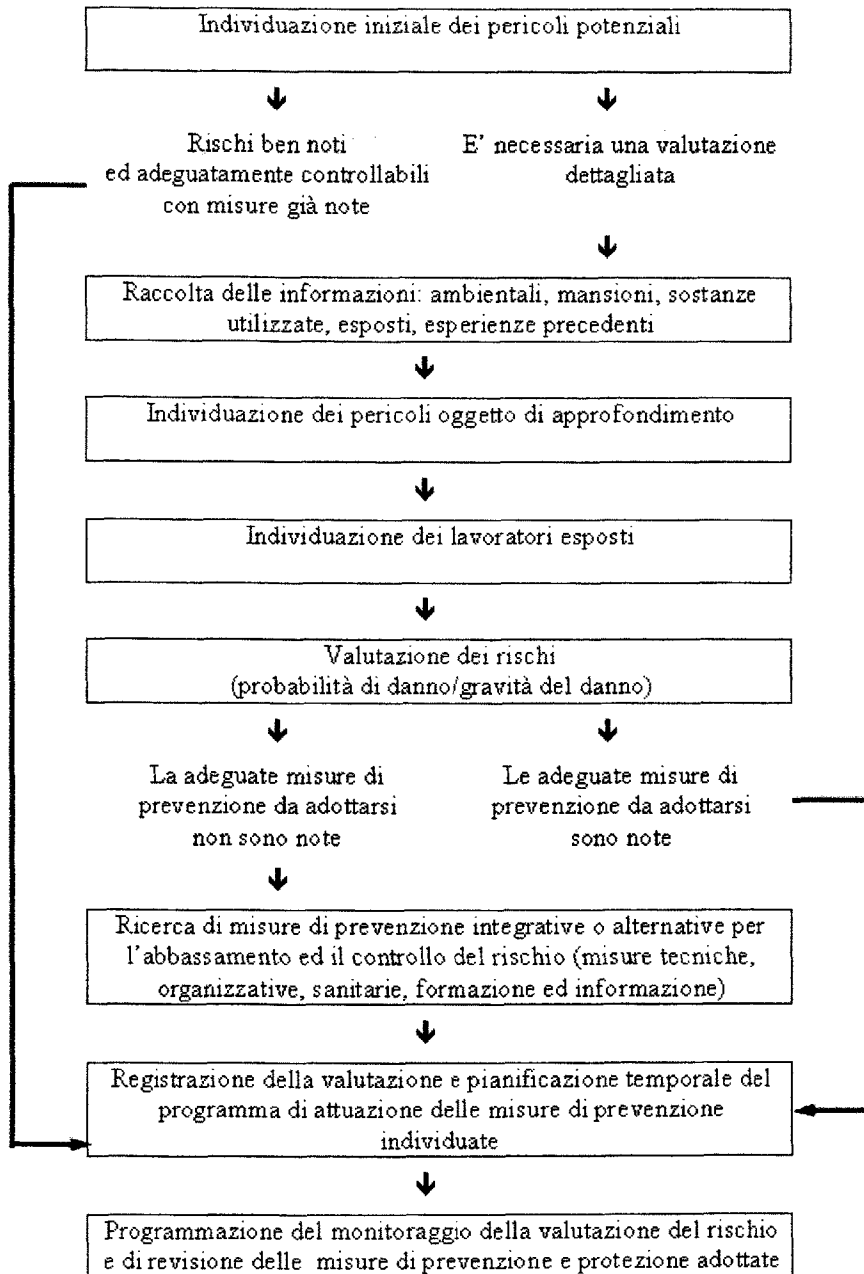 Individuazione iniziale dei pericoli potenziali
Rischi ben noti
ed adeguatamente controllabili
con misure già note
E' necessaria una valutazione
dettagliata
Raccolta delle informazioni: ambientali, mansioni, sostanze
utilizzate, esposti, esperienze precedenti
Individuazione dei pericoli oggetto di approfondimento
Individuazione dei lavoratori esposti
Valutazione dei rischi
(probabilità di danno/gravità del danno)
La adeguate misure di
prevenzione da adottarsi
non sono note
Le adeguate misure di
prevenzione da adottarsi
sono note
Ricerca di misure di prevenzione integrative o alternative per
l'abbassamento ed il controllo del rischio (misure tecniche,
organizzative, sanitarie, formazione ed informazione)
Registrazione della valutazione e pianificazione temporale del
programma di attuazione delle misure di prevenzione
individuate
Programmazione del monitoraggio della valutazione del rischio
e di revisione delle misure di prevenzione e protezione adottate